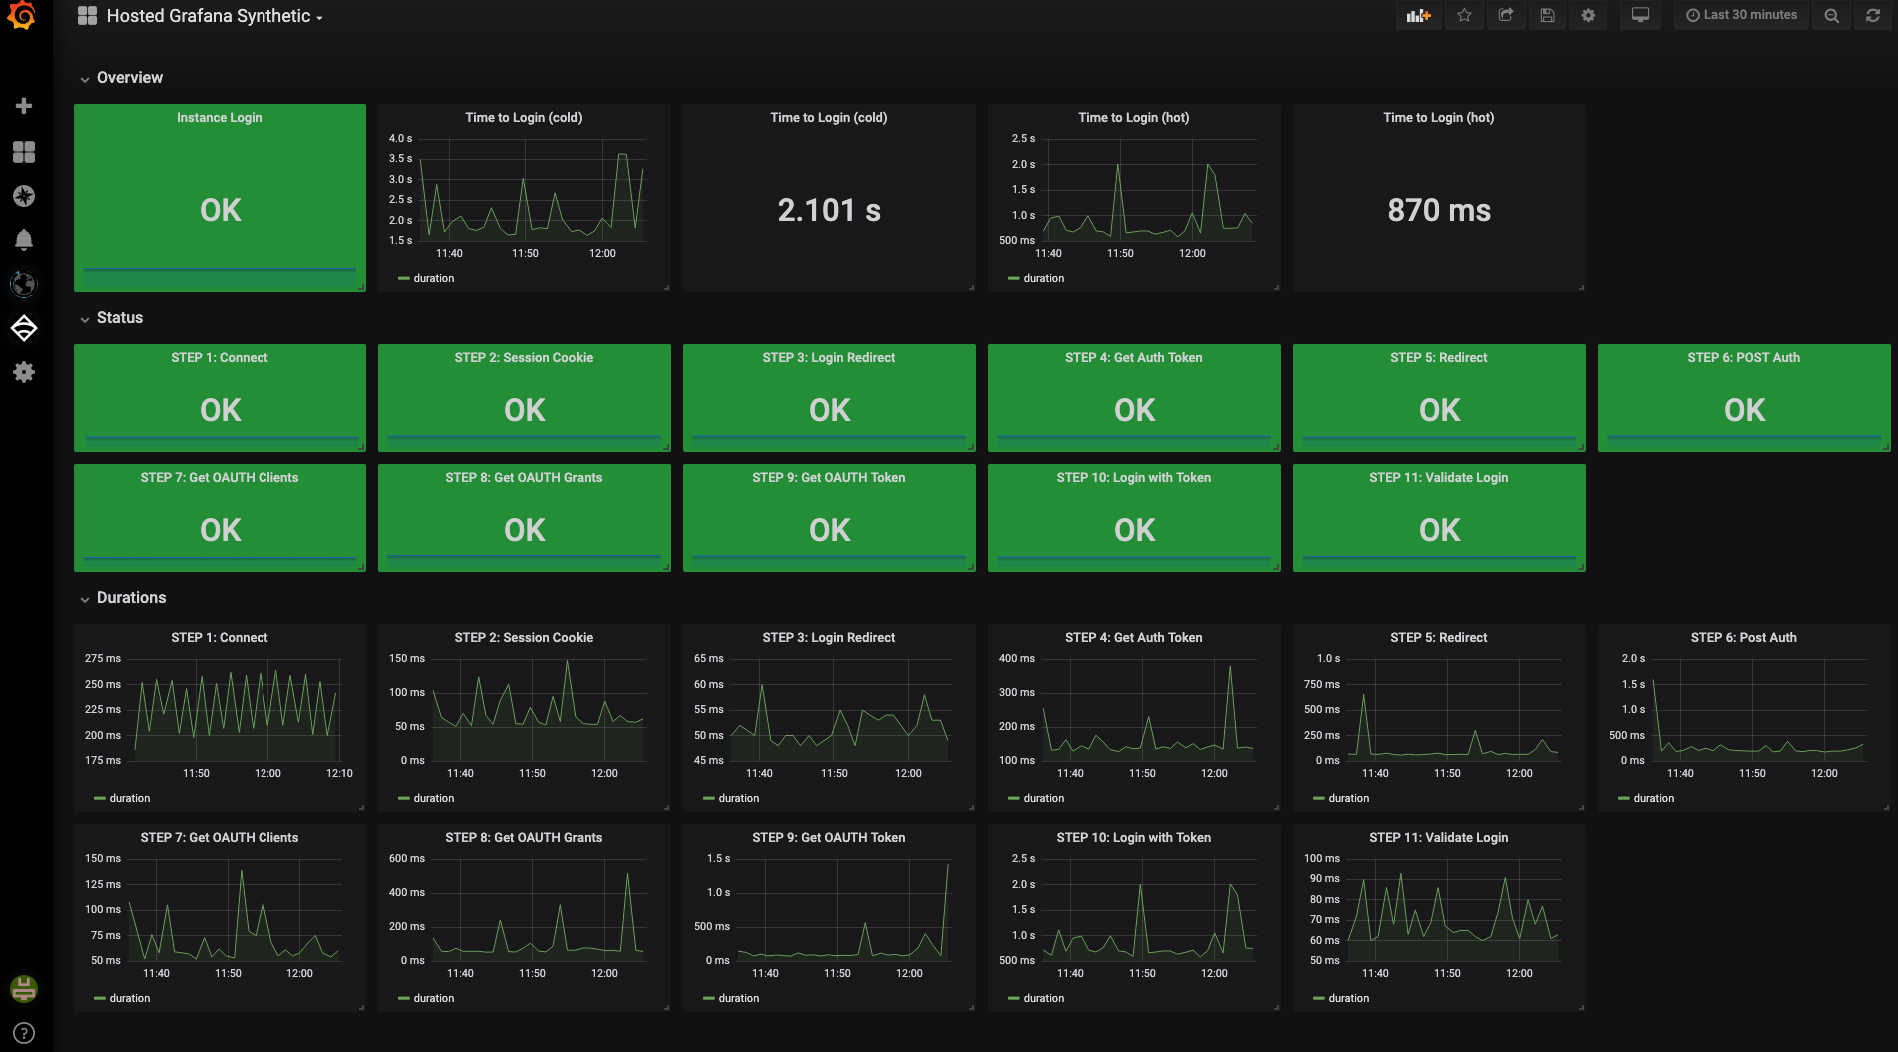 Hosted Grafana Synthetic
Last 30 minutes
Overview
Instance Login
OK
Time to Login (cold)
4.0 s
3.5 s
3.0 s
2.5 s
2.0 s
1.5 s
11:40 11:50 12:00
duration
Time to Login (cold)
2.101 s
Time to Login (hot)
2.5 s
2.0 s
1.5 s
1.0 s
500 ms
11:40 11:50 12:00
duration
Time to Login (hot)
870 ms
Status
STEP 1: Connect
OK
STEP 2: Session Cookie
OK
STEP 3: Login Redirect
OK
STEP 4: Get Auth Token
OK
STEP 5: Redirect
OK
STEP 6: POST Auth
OK
STEP 7: Get OAUTH Clients
OK
STEP 8: Get OAUTH Grants
OK
STEP 9: Get OAUTH Token
OK
STEP 10: Login with Token
OK
STEP 11: Validate Login
OK
Durations
STEP 1: Connect
275 ms
250 ms
225 ms
200 ms
175 ms
11:50 12:00 12:10
duration
STEP 2: Session Cookie
150 ms
100 ms
50 ms
0 ms
11:40 11:50 12:00
duration
STEP 3: Login Redirect
65 ms
60 ms
55 ms
50 ms
45 ms
11:40 11:50 12:00
duration
STEP 4: Get Auth Token
400 ms
300 ms
200 ms
100 ms
11:40 11:50 12:00
duration
STEP 5: Redirect
1.0 s
750 ms
500 ms
250 ms
0 ms
11:40 11:50 12:00
duration
STEP 6: Post Auth
2.0 s
1.5 s
1.0 s
500 ms
0 ms
11:40 11:50 12:00
duration
STEP 7: Get OAUTH Clients
150 ms
125 ms
100 ms
75 ms
50 ms
11:40 11:50 12:00
duration
STEP 8: Get OAUTH Grants
600 ms
400 ms
200 ms
0 ms
11:40 11:50 12:00
duration
STEP 9: Get OAUTH Token
1.5 s
1.0 s
500 ms
0 ms
11:40 11:50 12:00
duration
STEP 10: Login with Token
2.5 s
2.0 s
1.5 s
1.0 s
500 ms
11:40 11:50 12:00
duration
STEP 11: Validate Login
100 ms
90 ms
80 ms
70 ms
60 ms
50 ms
11:40 11:50 12:00
duration